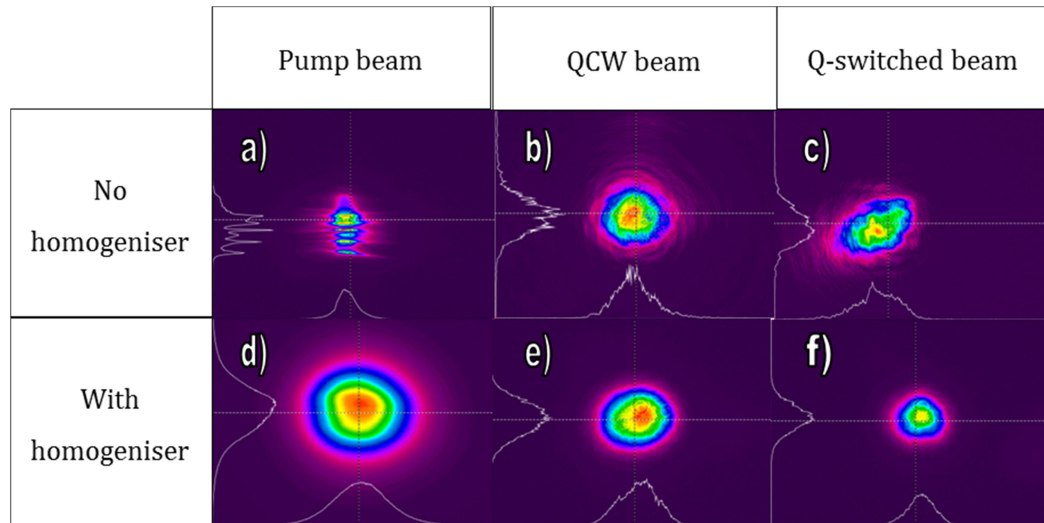 Pump beam
QCW beam
Q-switched beam
No
homogeniser
a)
b)
c)
With
homogeniser
d)
e)
f)